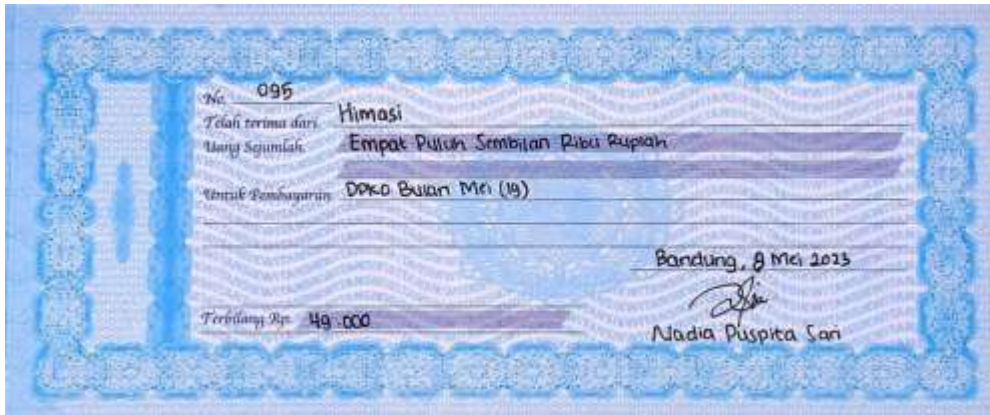 No. 095
Telah terima dari Himasi
Uang Sejumlah Empat Puluh Sembilan Ribu Rupiah
Untuk Pembayaran DPKO Bulan Mei (19)
Bandung, 8 Mei 2023
Terbilang Rp. 49.000
Nadia Puspita Sari